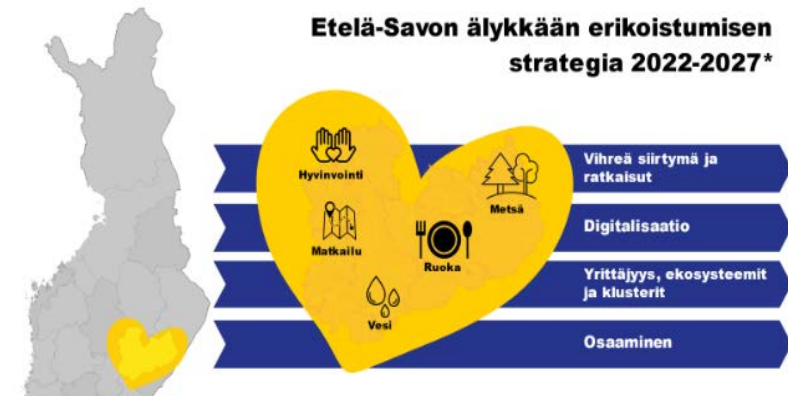 Etelä-Savon älykkään erikoistumisen
strategia 2022-2027*
Hyvinvointi
Metsä
Matkailu
Ruoka
Vesi
Vihreä siirtymä ja
ratkaisut
Digitalisaatio
Yrittäjyys, ekosysteemit
ja klusterit
Osaaminen